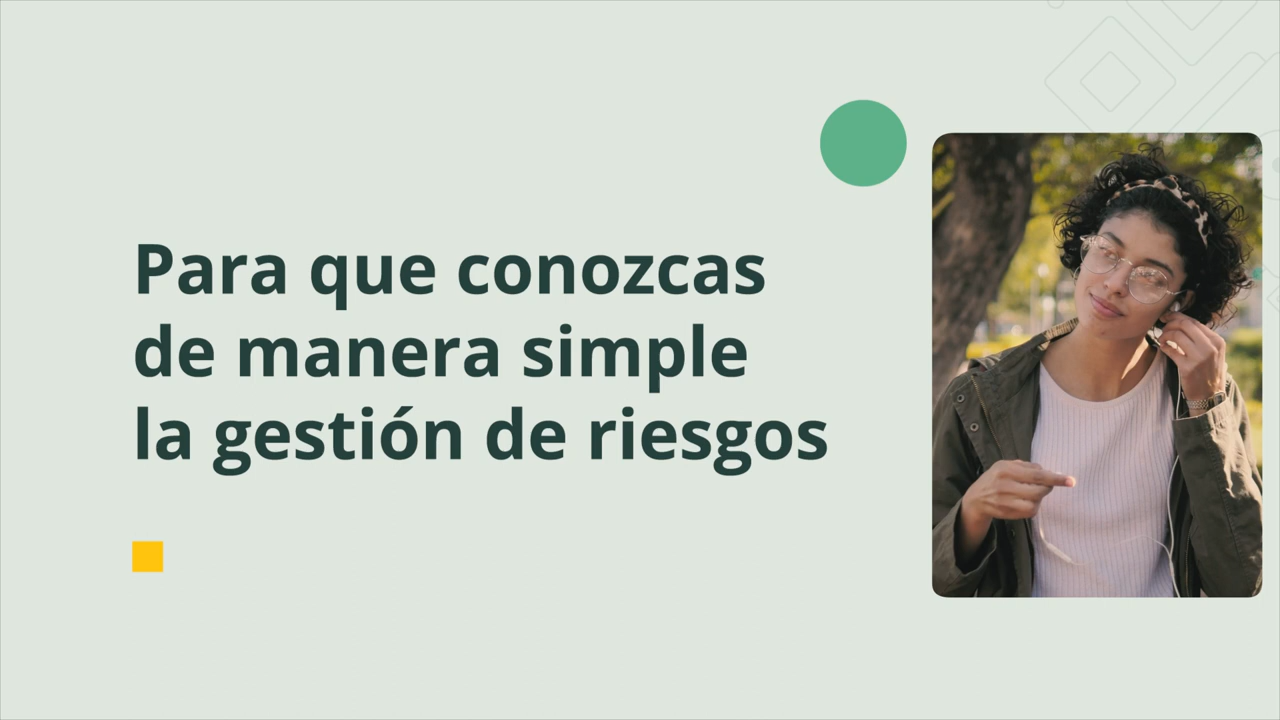 Para que conozcas
de manera simple
la gestión de riesgos